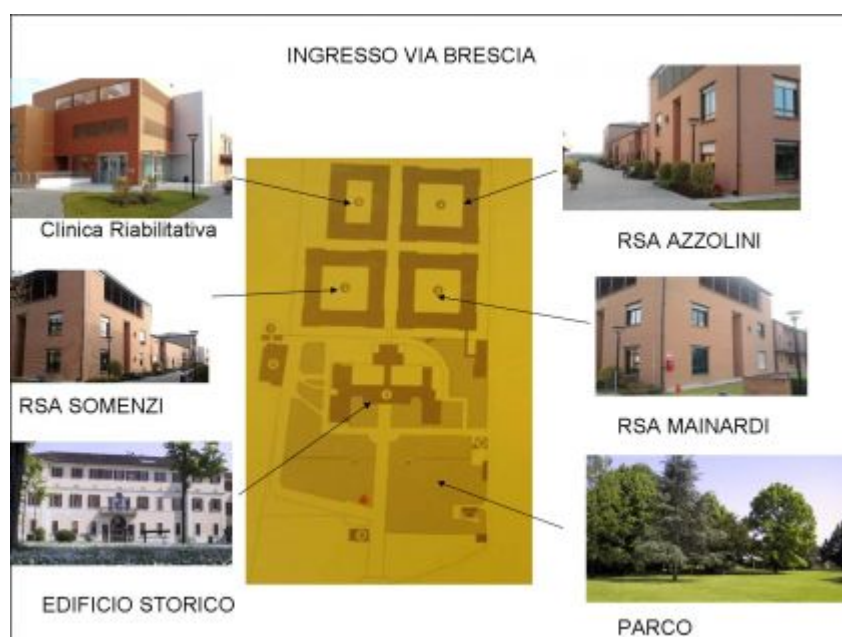 INGRESSO VIA BRESCIA
Clinica Riabilitativa
RSA AZZOLINI
RSA SOMENZI
RSA MAINARDI
EDIFICIO STORICO
PARCO